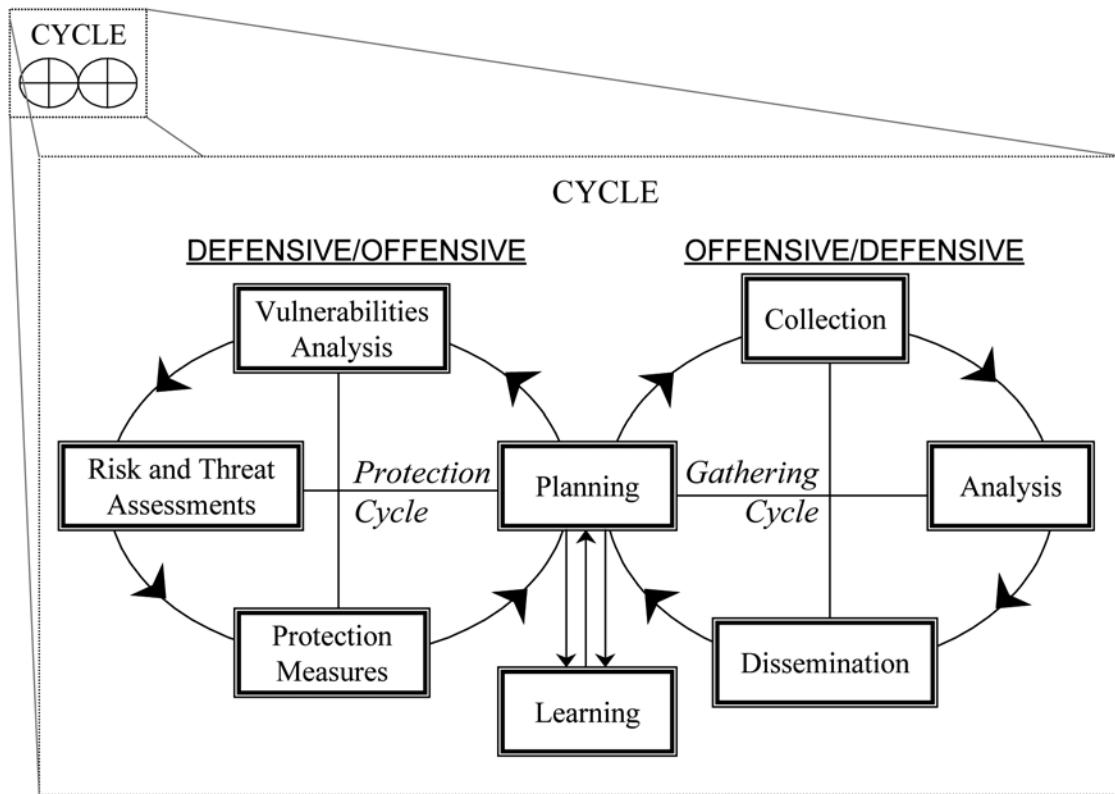 CYCLE
CYCLE
DEFENSIVE/OFFENSIVE
OFFENSIVE/DEFENSIVE
Vulnerabilities
Analysis
Collection
Risk and Threat
Assessments
Protection
Cycle
Planning
Gathering
Cycle
Analysis
Protection
Measures
Learning
Dissemination